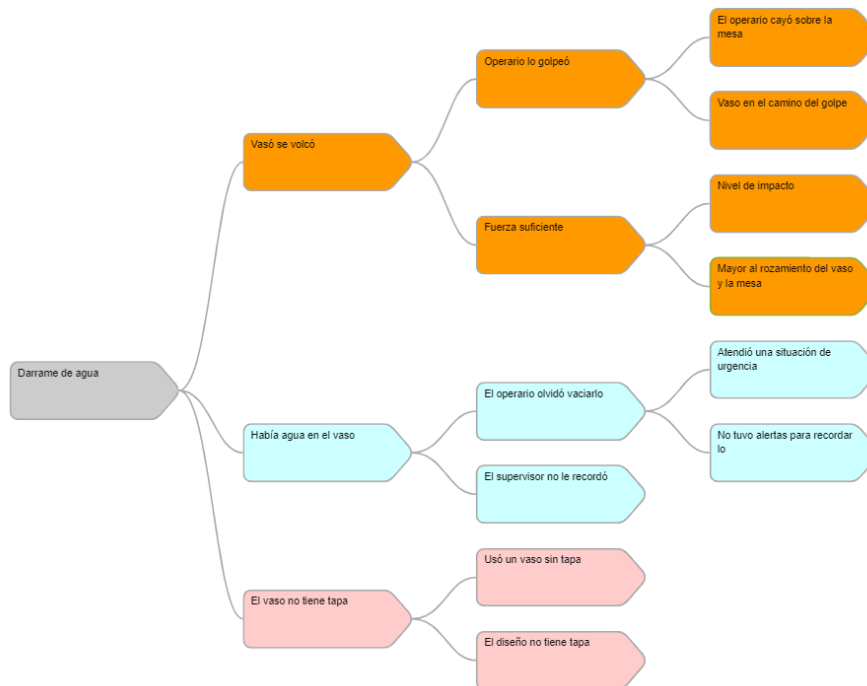 El operario cayó sobre la
mesa
Operario lo golpeó
Vaso en el camino del golpe
Vasó se volcó
Nivel de impacto
Fuerza suficiente
Mayor al rozamiento del vaso
y la mesa
Darrame de agua
Atendió una situación de
urgencia
El operario olvidó vaciarlo
Había agua en el vaso
No tuvo alertas para recordar
lo
El supervisor no le recordó
Usó un vaso sin tapa
El vaso no tiene tapa
El diseño no tiene tapa